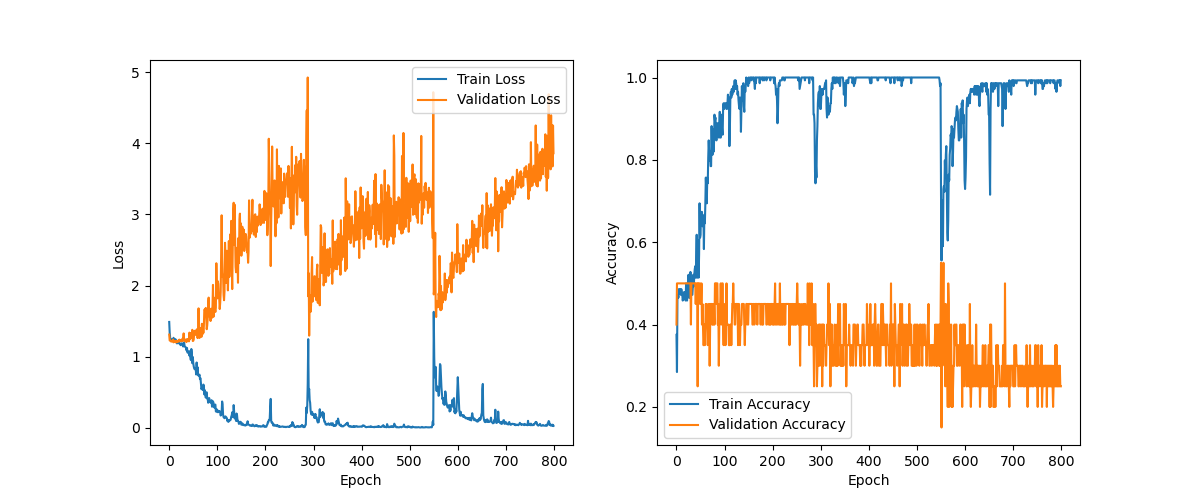 5
4
3
2
1
0
Loss
0 100 200 300 400 500 600 700 800
Epoch
Train Loss
Validation Loss
1.0
0.8
0.6
0.4
0.2
Accuracy
0 100 200 300 400 500 600 700 800
Epoch
Train Accuracy
Validation Accuracy